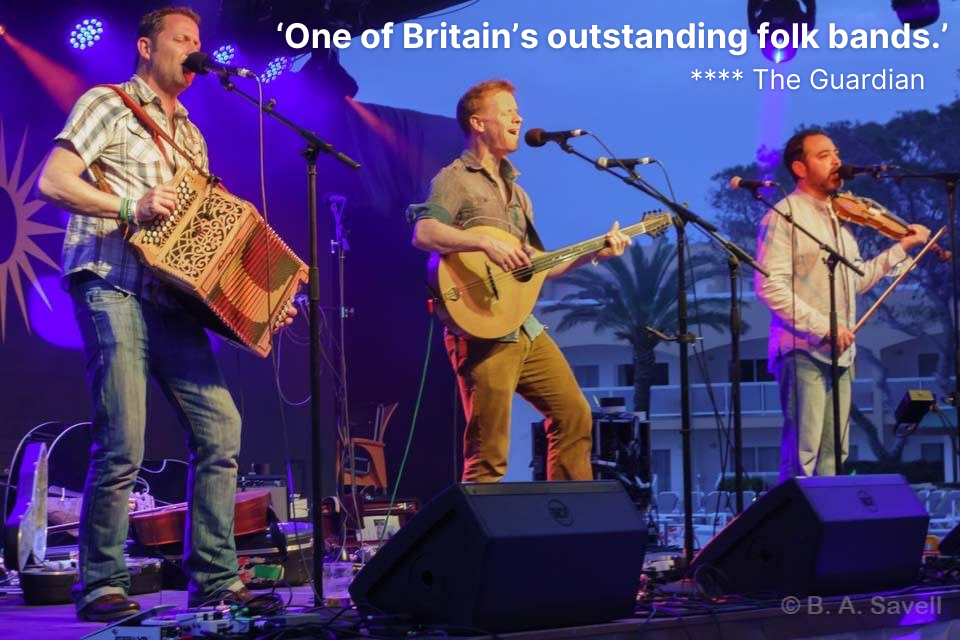 ‘One of Britain’s outstanding folk bands.’
**** The Guardian
© B. A. Savell